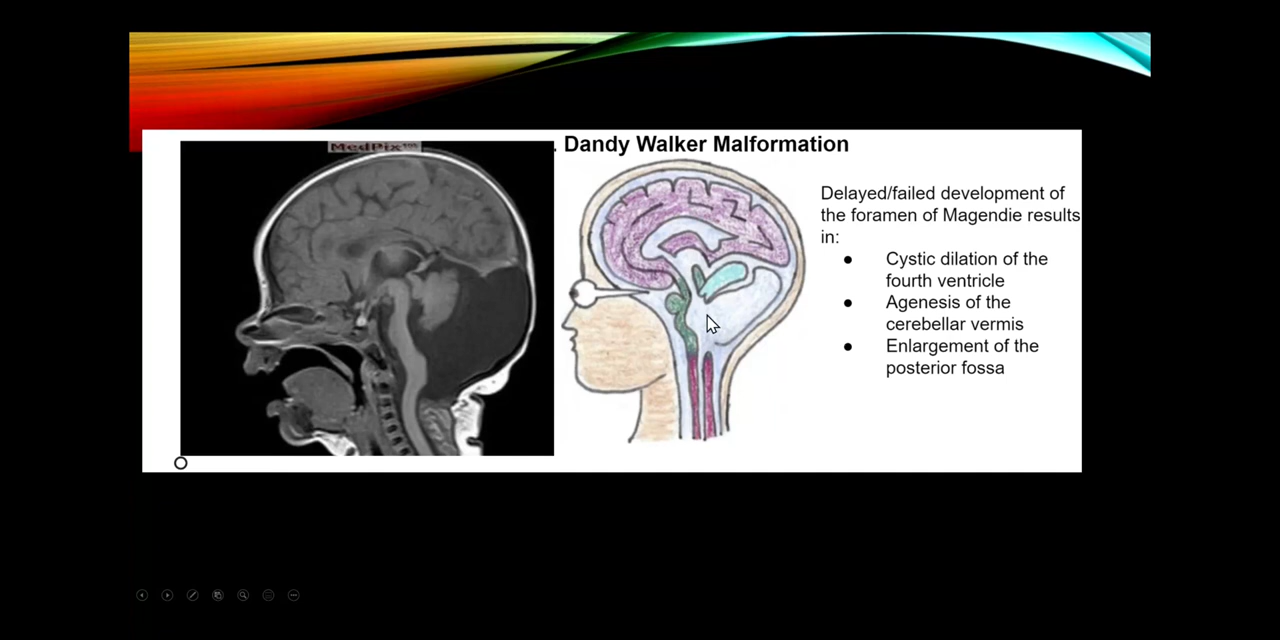 MedPix
. Dandy Walker Malformation
Delayed/failed development of
the foramen of Magendie results
in:
● Cystic dilation of the
fourth ventricle
● Agenesis of the
cerebellar vermis
● Enlargement of the
posterior fossa